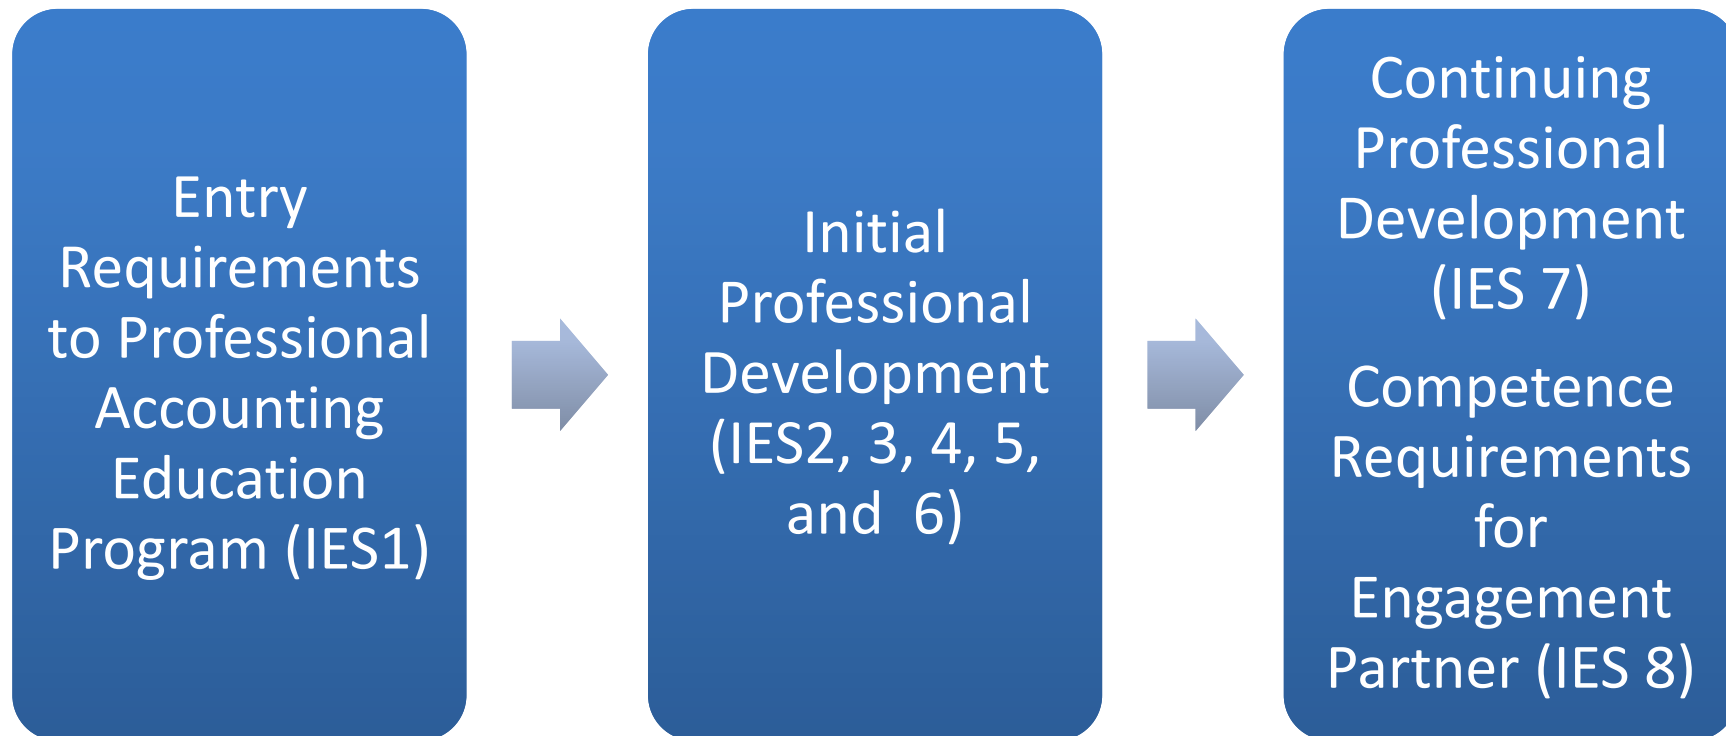 Entry
Requirements
to Professional
Accounting
Education
Program (IES1)
Initial
Professional
Development
(IES2, 3, 4, 5,
and  6)
Continuing
Professional
Development
(IES 7)
Competence
Requirements
for
Engagement
Partner (IES 8)